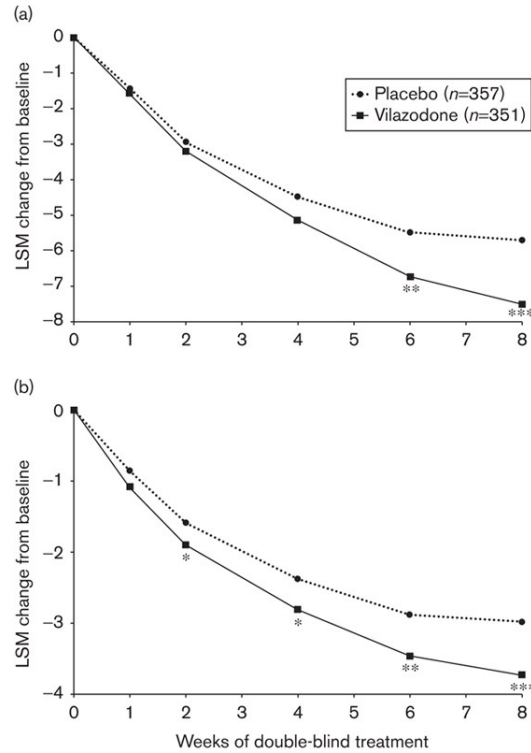 (a)
0
−1
−2
−3
−4
−5
−6
−7
−8
LSM change from baseline
Placebo (n=357)
Vilazodone (n=351)
**
***
0 1 2 3 4 5 6 7 8
(b)
0
−1
−2
−3
−4
LSM change from baseline
*
*
**
***
0 1 2 3 4 5 6 7 8
Weeks of double-blind treatment